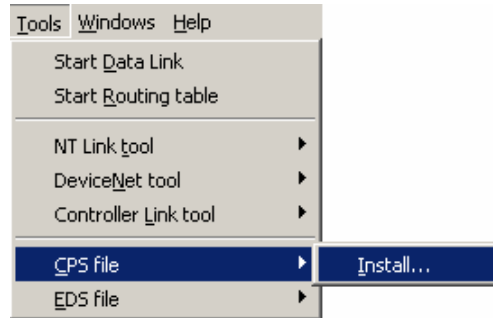 Tools Windows Help
Start Data Link
Start Routing table
NT Link tool
DeviceNet tool
Controller Link tool
CPS file Install...
EDS file